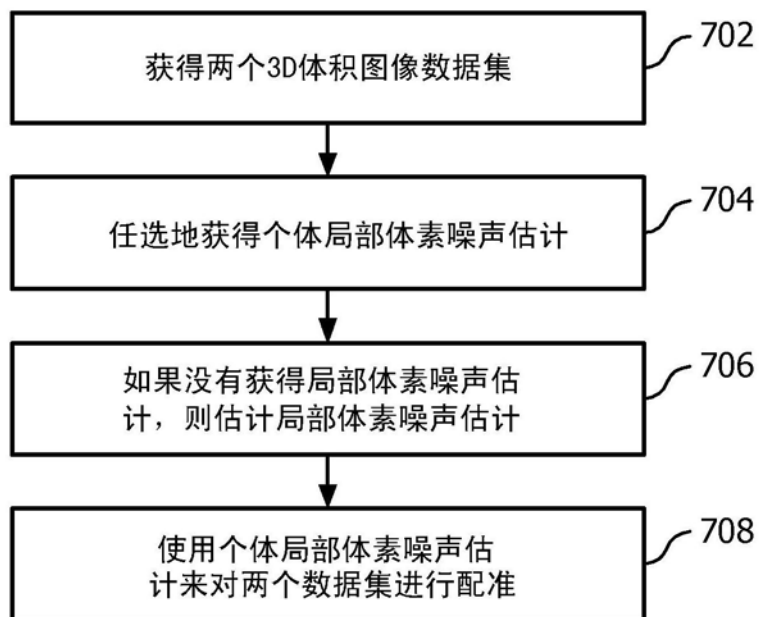 获得两个3D体积图像数据集
702
任选地获得个体局部体素噪声估计
704
如果没有获得局部体素噪声估
计，则估计局部体素噪声估计
706
使用个体局部体素噪声估
计来对两个数据集进行配准
708